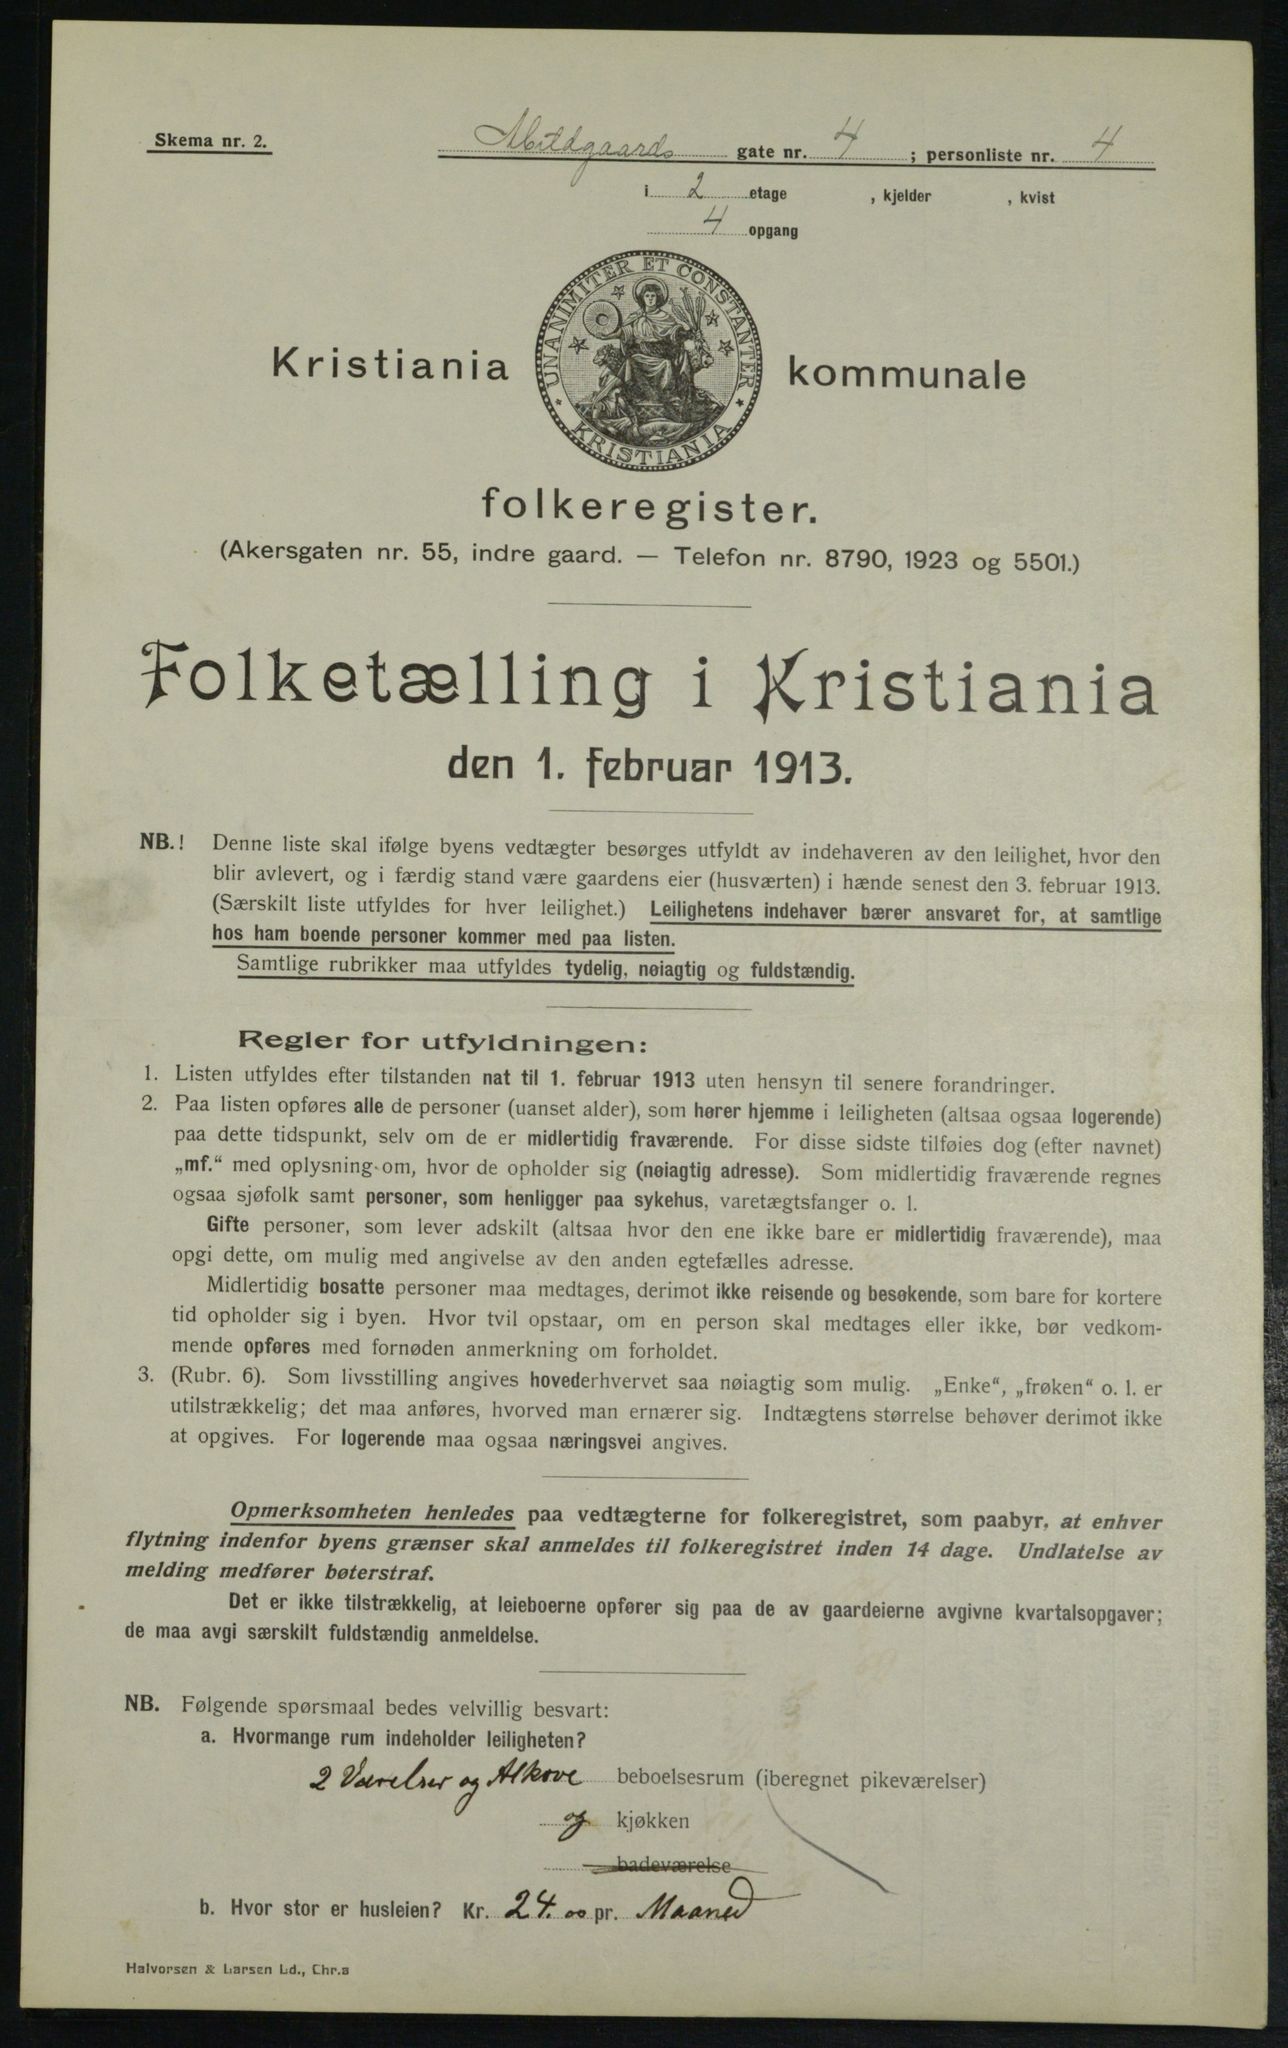 Skema nr. 2.
Abildgaards gate nr. 4 ; personliste nr. 4
i 2 etage , kjelder , kvist
4 opgang
UNANIMITER ET CONSTANTER
KRISTIANIA
Kristiania kommunale
folkeregister.
(Akersgaten nr. 55, indre gaard. — Telefon nr. 8790, 1923 og 5501.)
Folketælling i Kristiania
den 1. februar 1913.
NB.! Denne liste skal ifølge byens vedtægter besørges utfyldt av indehaveren av den leilighet, hvor den
blir avlevert, og i færdig stand være gaardens eier (husværten) i hænde senest den 3. februar 1913.
(Særskilt liste utfyldes for hver leilighet.) Leilighetens indehaver bærer ansvaret for, at samtlige
hos ham boende personer kommer med paa listen.
Samtlige rubrikker maa utfyldes tydelig, nøiagtig og fuldstændig.
Regler for utfyldningen:
1. Listen utfyldes efter tilstanden nat til 1. februar 1913 uten hensyn til senere forandringer.
2. Paa listen opføres alle de personer (uanset alder), som hører hjemme i leiligheten (altsaa ogsaa logerende)
paa dette tidspunkt, selv om de er midlertidig fraværende. For disse sidste tilføies dog (efter navnet)
„mf.“ med oplysning om, hvor de opholder sig (nøiagtig adresse). Som midlertidig fraværende regnes
ogsaa sjøfolk samt personer, som henligger paa sykehus, varetægtsfanger o. l.
Gifte personer, som lever adskilt (altsaa hvor den ene ikke bare er midlertidig fraværende), maa
opgi dette, om mulig med angivelse av den anden egtefælles adresse.
Midlertidig bosatte personer maa medtages, derimot ikke reisende og besøkende, som bare for kortere
tid opholder sig i byen. Hvor tvil opstaar, om en person skal medtages eller ikke, bør vedkom-
mende opføres med fornøden anmerkning om forholdet.
3. (Rubr. 6). Som livsstilling angives hovederhvervet saa nøiagtig som mulig. „Enke“, „frøken“ o. l. er
utilstrækkelig; det maa anføres, hvorved man ernærer sig. Indtægtens størrelse behøver derimot ikke
at opgives. For logerende maa ogsaa næringsvei angives.
Opmerksomheten henledes paa vedtægterne for folkeregistret, som paabyr, at enhver
flytning indenfor byens grænser skal anmeldes til folkeregistret inden 14 dage. Undlatelse av
melding medfører bøterstraf.
Det er ikke tilstrækkelig, at leieboerne opfører sig paa de av gaardeierne avgivne kvartalsopgaver;
de maa avgi særskilt fuldstændig anmeldelse.
NB. Følgende spørsmaal bedes velvillig besvart:
a. Hvormange rum indeholder leiligheten?
2 Værelser og Alkove beboelsesrum (iberegnet pikeværelser)
og kjøkken
badeværelse
b. Hvor stor er husleien? Kr. 24.00 pr. Maaned
Halvorsen & Larsen Ld., Chr.a